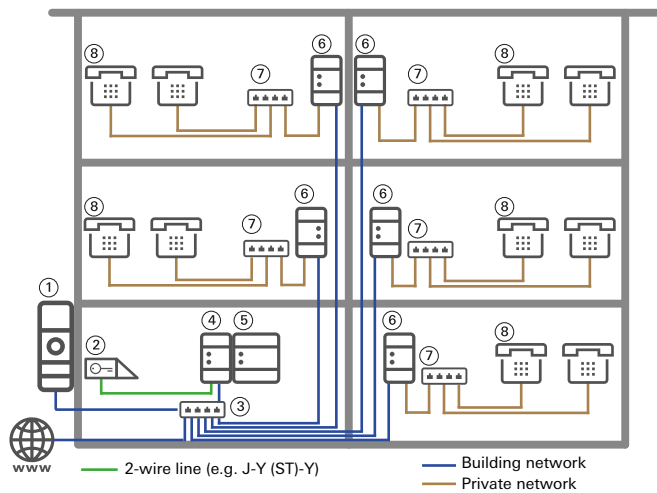 6 6
8 7 7 8
6 6
8 7 7 8
1
4 5 6
2 7 8
3
www
2-wire line (e.g. J-Y (ST)-Y)
Building network
Private network